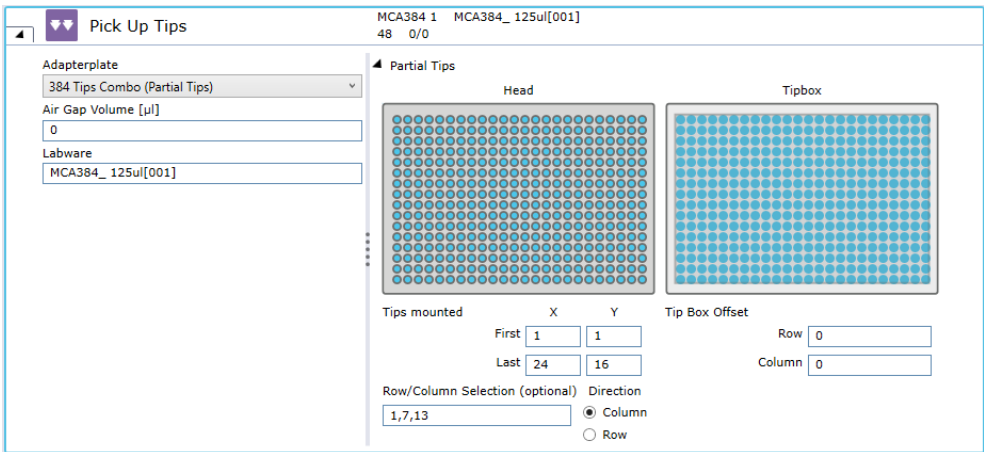 Pick Up Tips
MCA384 1 MCA384_ 125ul[001]
48 0/0
Adapterplate
384 Tips Combo (Partial Tips)
Air Gap Volume [µl]
0
Labware
MCA384_ 125ul[001]
Partial Tips
Head
Tipbox
Tips mounted X Y
First 1 1
Last 24 16
Tip Box Offset
Row 0
Column 0
Row/Column Selection (optional)
1,7,13
Direction
Column
Row